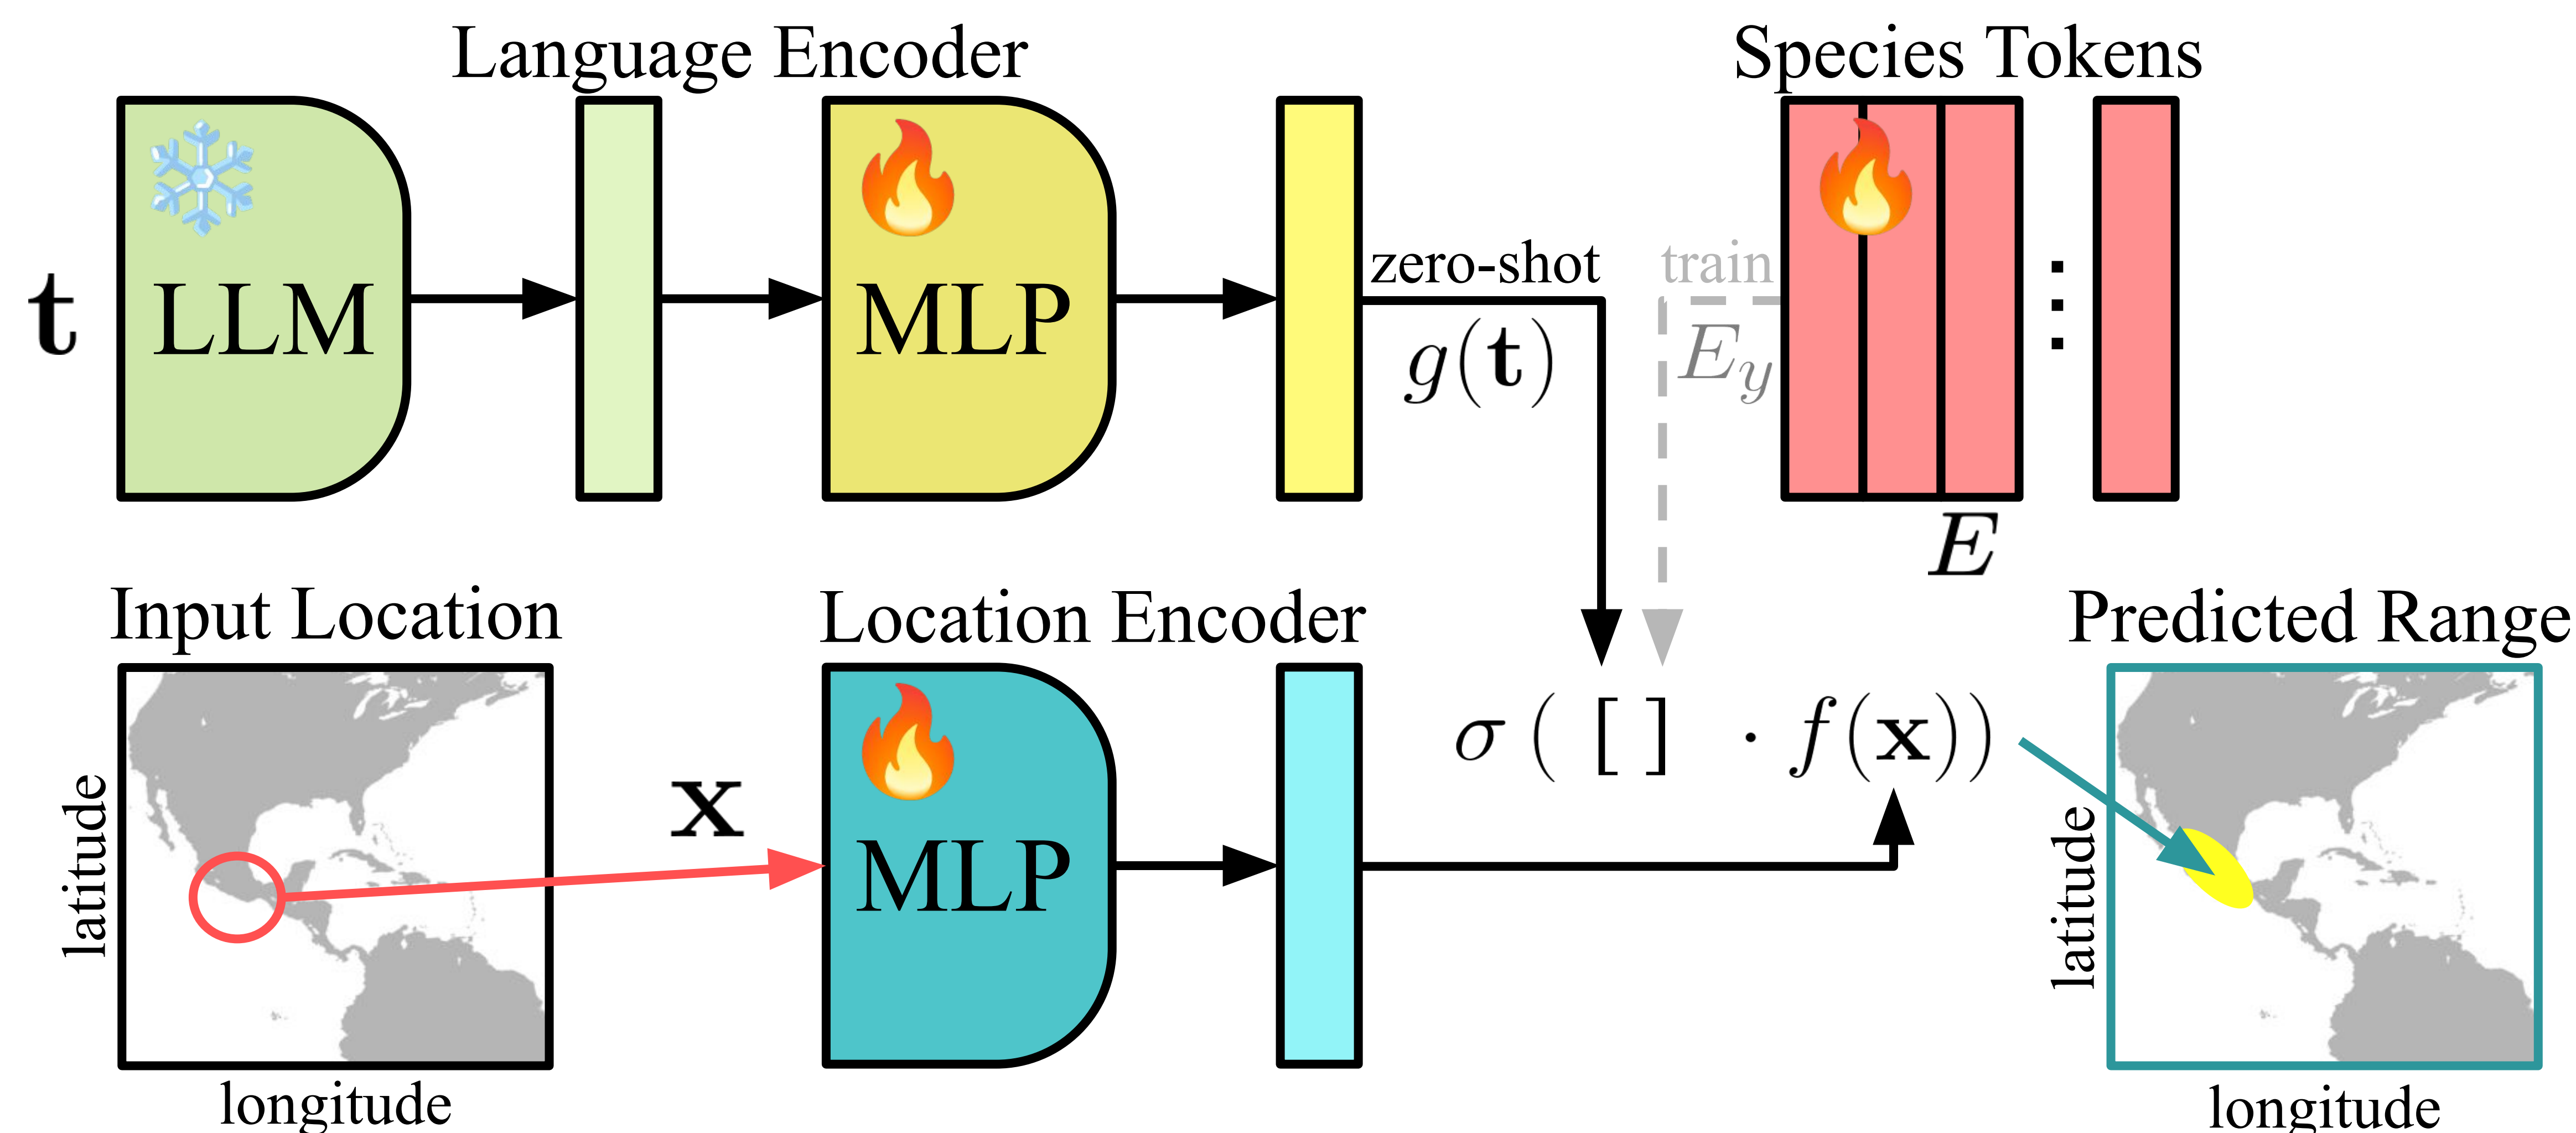 Language Encoder
Species Tokens
t
LLM
MLP
zero-shot
g(t)
train
E_y
E
Input Location
Location Encoder
Predicted Range
latitude
longitude
x
MLP
σ ( [ ] · f(x))
latitude
longitude